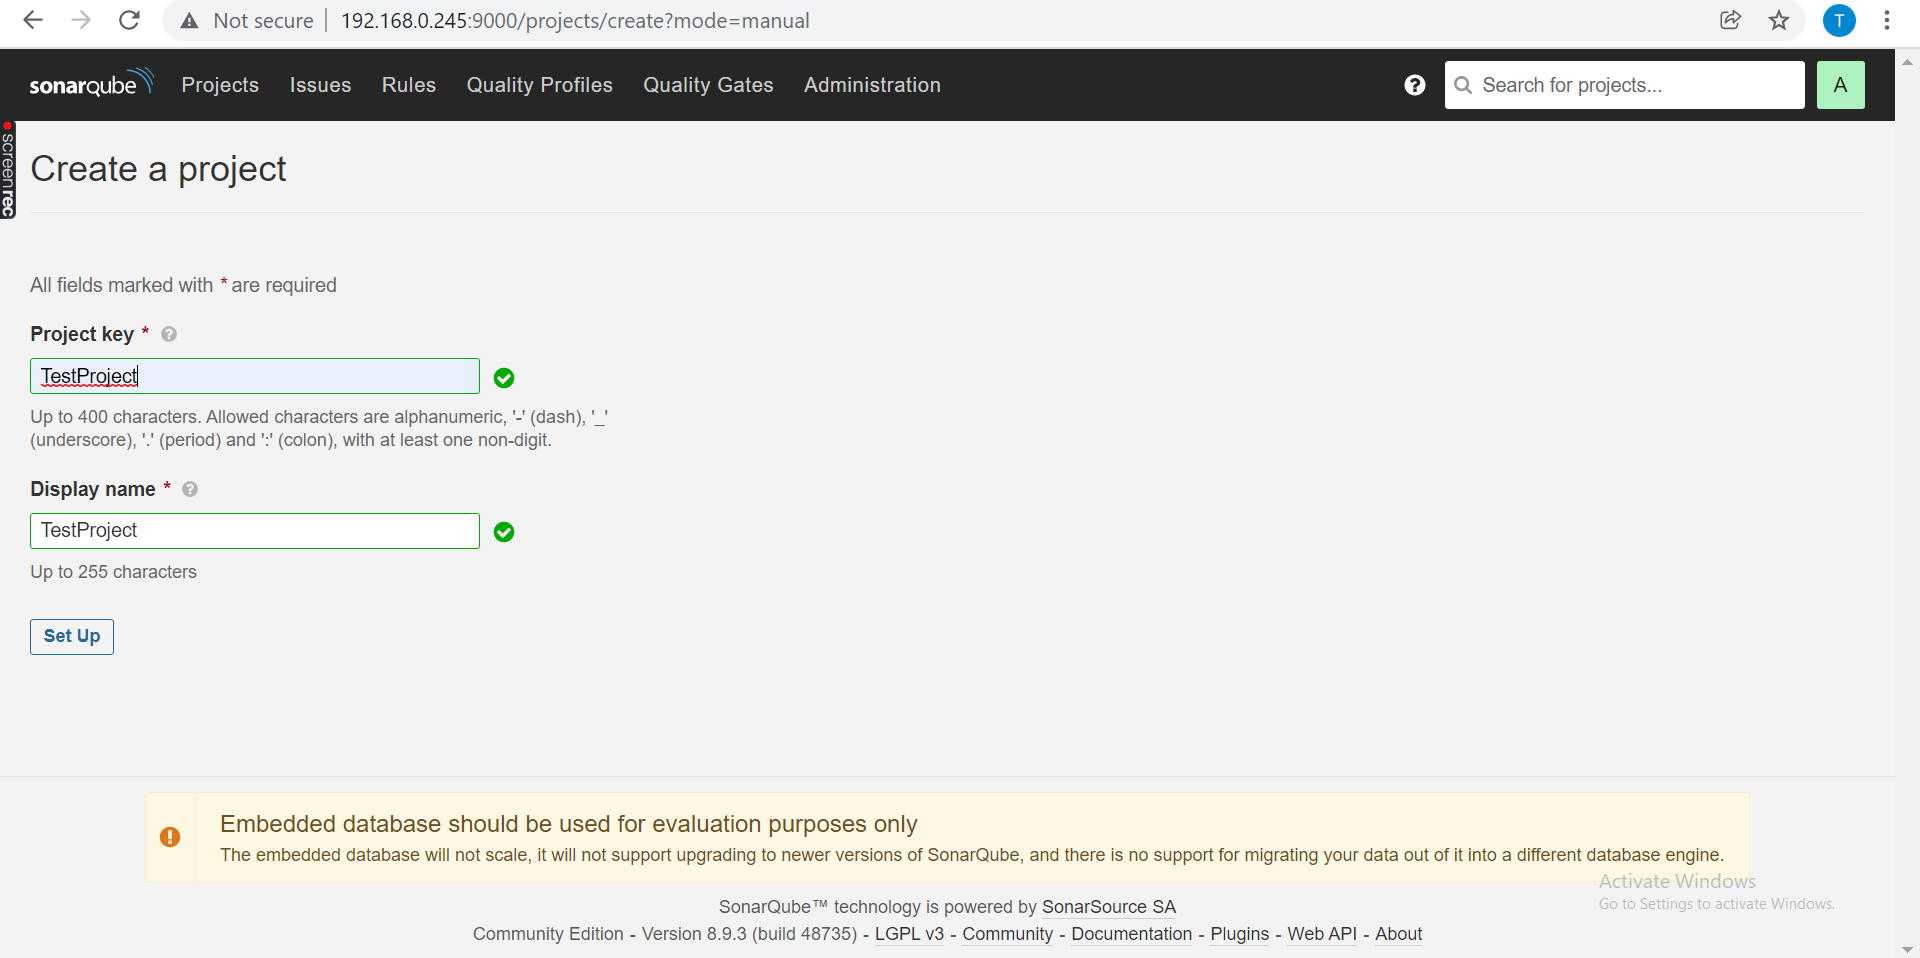 Not secure | 192.168.0.245:9000/projects/create?mode=manual T
sonarqube Projects Issues Rules Quality Profiles Quality Gates Administration ? Search for projects... A
screenrec
Create a project
All fields marked with * are required
Project key * ?
TestProject
Up to 400 characters. Allowed characters are alphanumeric, '-' (dash), '_'
(underscore), '.' (period) and ':' (colon), with at least one non-digit.
Display name * ?
TestProject
Up to 255 characters
Set Up
Embedded database should be used for evaluation purposes only
The embedded database will not scale, it will not support upgrading to newer versions of SonarQube, and there is no support for migrating your data out of it into a different database engine.
Activate Windows
Go to Settings to activate Windows.
SonarQube™ technology is powered by SonarSource SA
Community Edition - Version 8.9.3 (build 48735) - LGPL v3 - Community - Documentation - Plugins - Web API - About